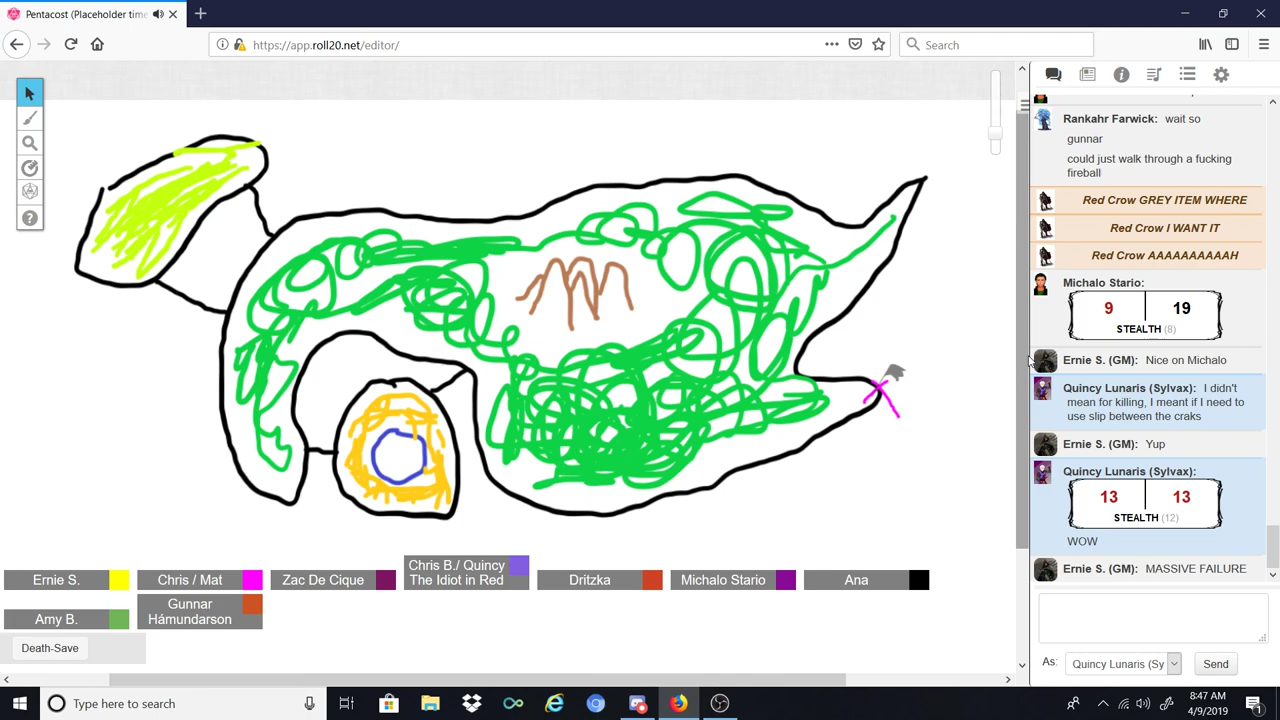 Pentacost (Placeholder time
https://app.roll20.net/editor/
Search
Rankahr Farwick: wait so
gunnar
could just walk through a fucking
fireball
Red Crow GREY ITEM WHERE
Red Crow I WANT IT
Red Crow AAAAAAAAAAH
Michalo Stario:
9 19
STEALTH (8)
Ernie S. (GM): Nice on Michalo
Quincy Lunaris (Sylvax): I didn't
mean for killing, I meant if I need to
use slip between the craks
Ernie S. (GM): Yup
Quincy Lunaris (Sylvax):
13 13
STEALTH (12)
WOW
Ernie S. (GM): MASSIVE FAILURE
Ernie S.
Chris / Mat
Zac De Cique
Chris B./ Quincy
The Idiot in Red
Dritzka
Michalo Stario
Ana
Amy B.
Gunnar
Hámundarson
Death-Save
As: Quincy Lunaris (Sy Send
Type here to search
8:47 AM
4/9/2019
1